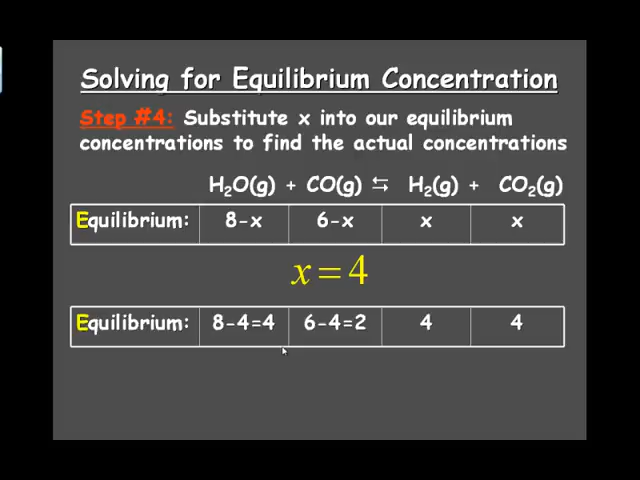 Solving for Equilibrium Concentration
Step #4: Substitute x into our equilibrium
concentrations to find the actual concentrations
H₂O(g) + CO(g) ⇆ H₂(g) + CO₂(g)
Equilibrium: 8-x 6-x x x
x = 4
Equilibrium: 8-4=4 6-4=2 4 4